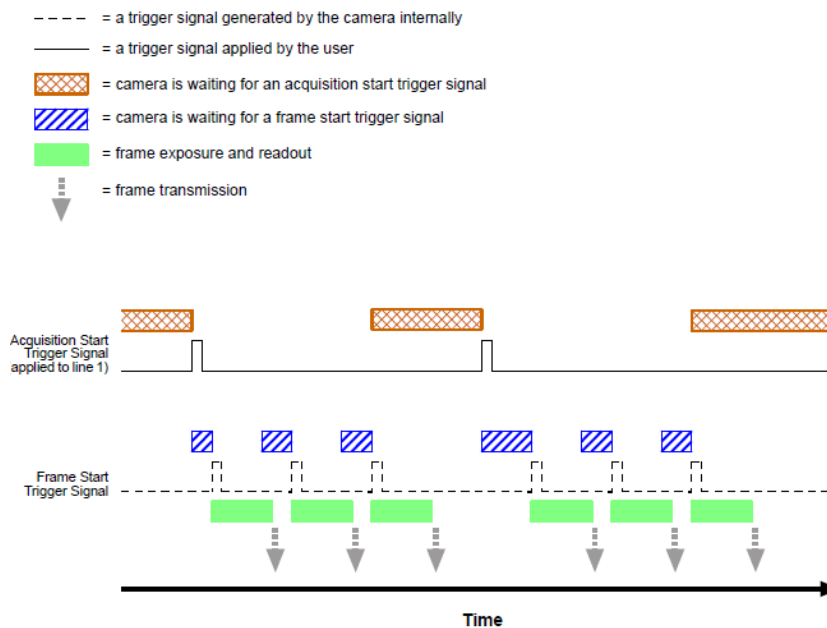 = a trigger signal generated by the camera internally
= a trigger signal applied by the user
= camera is waiting for an acquisition start trigger signal
= camera is waiting for a frame start trigger signal
= frame exposure and readout
= frame transmission
Acquisition Start
Trigger Signal
applied to line 1)
Frame Start
Trigger Signal
Time